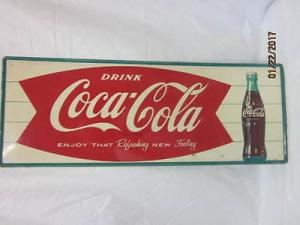 DRINK
Coca-Cola
ENJOY THAT Refreshing NEW Feeling
Coca-Cola
01/22/2017